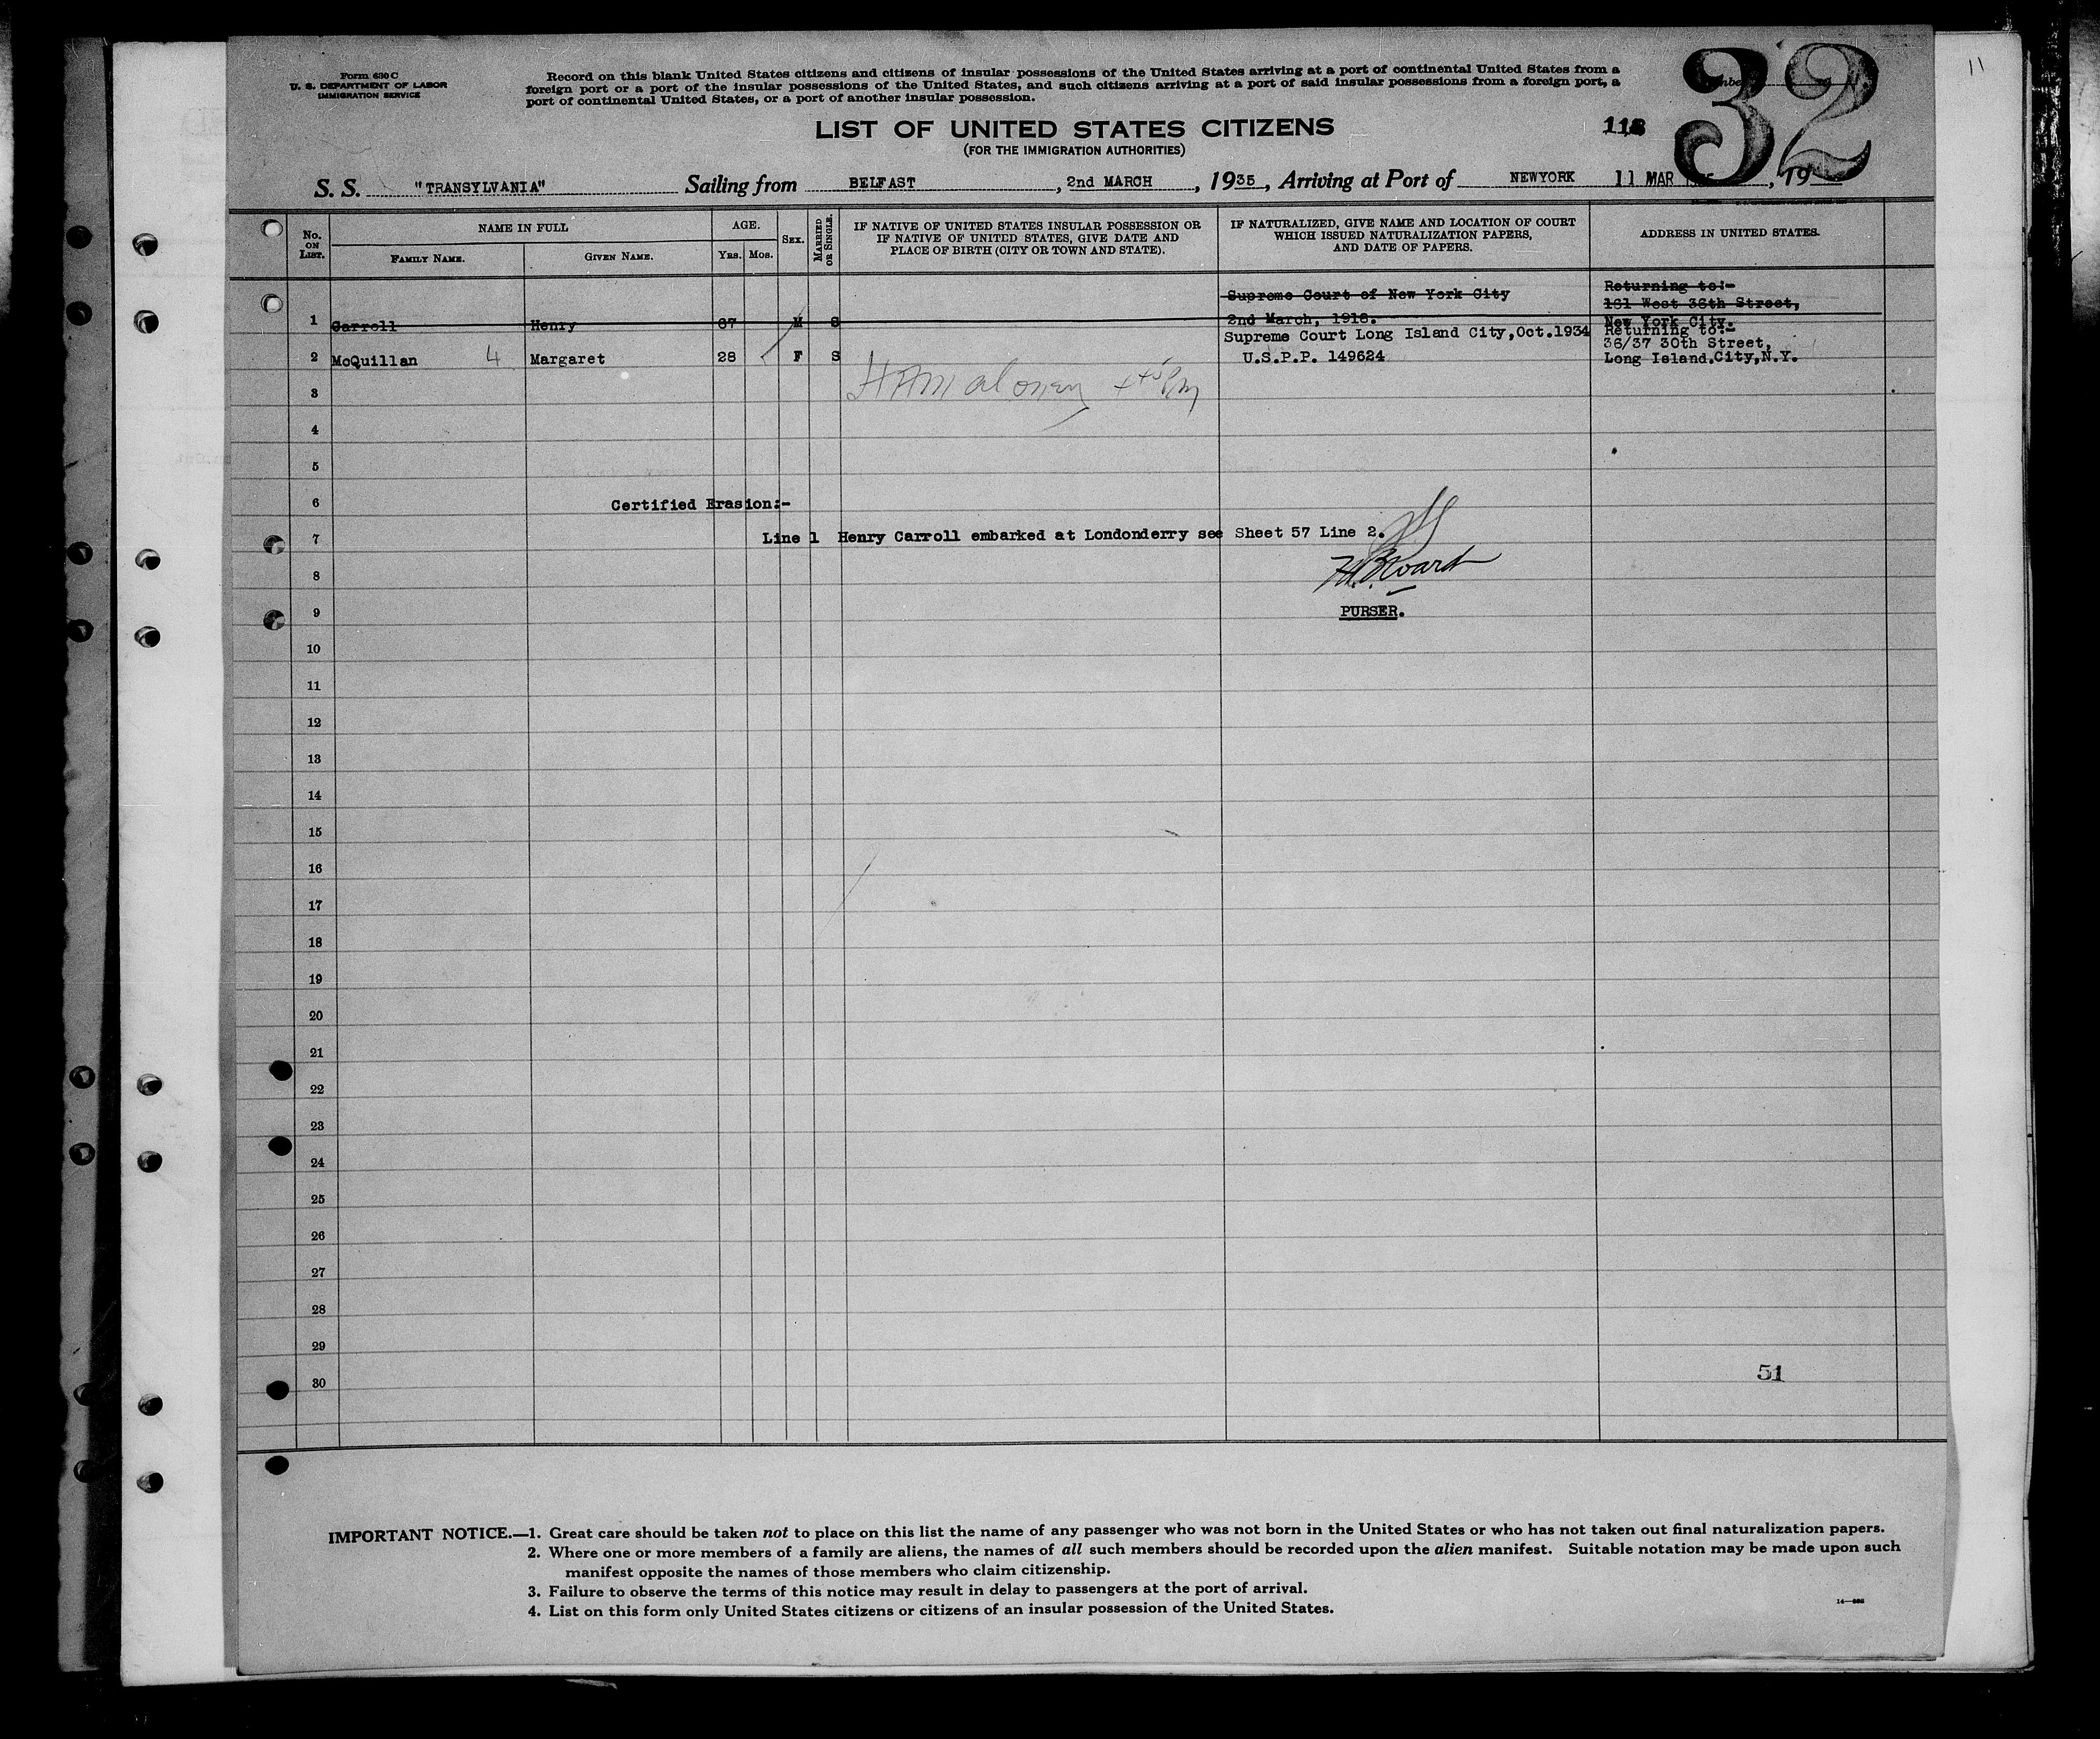 Form 630 C
U. S. DEPARTMENT OF LABOR
IMMIGRATION SERVICE
Record on this blank United States citizens and citizens of insular possessions of the United States arriving at a port of continental United States from a
foreign port or a port of the insular possessions of the United States, and such citizens arriving at a port of said insular possessions from a foreign port, a
port of continental United States, or a port of another insular possession.
32
11
LIST OF UNITED STATES CITIZENS
(FOR THE IMMIGRATION AUTHORITIES)
S. S. "TRANSYLVANIA" Sailing from BELFAST, 2nd MARCH, 1935, Arriving at Port of NEWYORK 11 MAR, 19
No. ON LIST.
NAME IN FULL
FAMILY NAME. GIVEN NAME.
AGE.
YRS. MOS.
SEX.
MARRIED OR SINGLE.
IF NATIVE OF UNITED STATES INSULAR POSSESSION OR
IF NATIVE OF UNITED STATES, GIVE DATE AND
PLACE OF BIRTH (CITY OR TOWN AND STATE).
IF NATURALIZED, GIVE NAME AND LOCATION OF COURT
WHICH ISSUED NATURALIZATION PAPERS,
AND DATE OF PAPERS.
ADDRESS IN UNITED STATES.
Supreme Court of New York City
2nd March, 1918.
Returning to:-
161 West 36th Street,
New York City.
1 Carroll Henry 67 M S
Supreme Court Long Island City,Oct.1934
U.S.P.P. 149624
Returning to:-
36/37 30th Street,
Long Island.City,N.Y.
2 McQuillan 4 Margaret 28 F S
3
4
5
6 Certified Erasion:-
7 Line 1 Henry Carroll embarked at Londonderry see Sheet 57 Line 2.
8
9 PURSER.
10
11
12
13
14
15
16
17
18
19
20
21
22
23
24
25
26
27
28
29
30
51
IMPORTANT NOTICE.—1. Great care should be taken not to place on this list the name of any passenger who was not born in the United States or who has not taken out final naturalization papers.
2. Where one or more members of a family are aliens, the names of all such members should be recorded upon the alien manifest. Suitable notation may be made upon such
manifest opposite the names of those members who claim citizenship.
3. Failure to observe the terms of this notice may result in delay to passengers at the port of arrival.
4. List on this form only United States citizens or citizens of an insular possession of the United States.